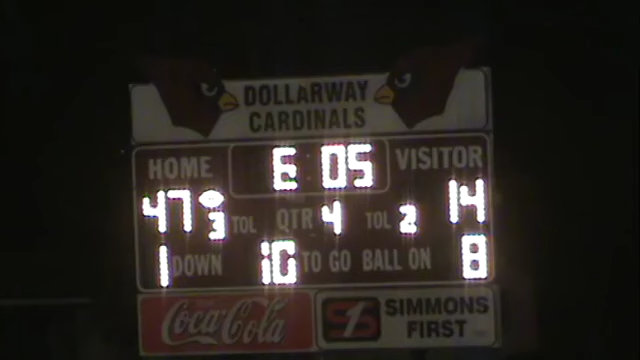 DOLLARWAY
CARDINALS
HOME 6:05 VISITOR
47 3 TOL QTR 4 TOL 2 14
1 DOWN 10 TO GO BALL ON 8
Coca-Cola
S1S SIMMONS
FIRST